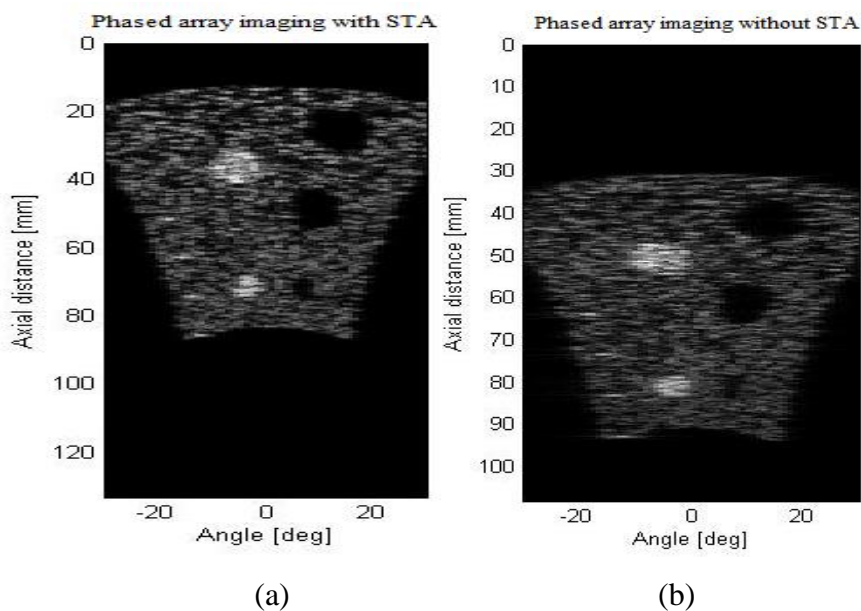 Phased array imaging with STA
0
20
40
60
80
100
120
Axial distance [mm]
-20 0 20
Angle [deg]
(a)
Phased array imaging without STA
0
10
20
30
40
50
60
70
80
90
100
Axial distance [mm]
-20 0 20
Angle [deg]
(b)